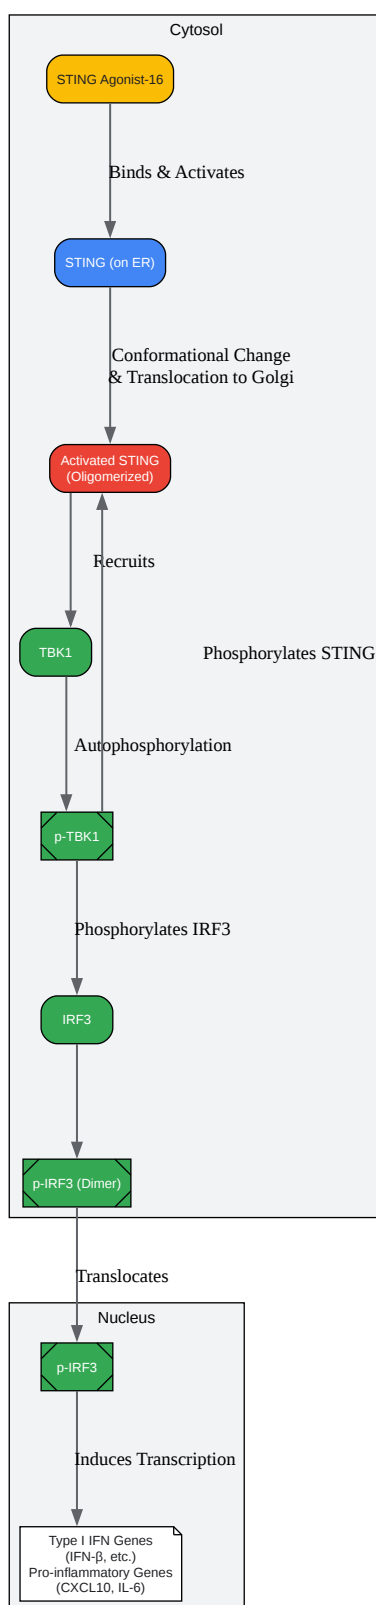 Cytosol
STING Agonist-16
Binds & Activates
STING (on ER)
Conformational Change
& Translocation to Golgi
Activated STING
(Oligomerized)
Recruits
TBK1
Phosphorylates STING
Autophosphorylation
p-TBK1
Phosphorylates IRF3
IRF3
p-IRF3 (Dimer)
Translocates
Nucleus
p-IRF3
Induces Transcription
Type I IFN Genes
(IFN-β, etc.)
Pro-inflammatory Genes
(CXCL10, IL-6)